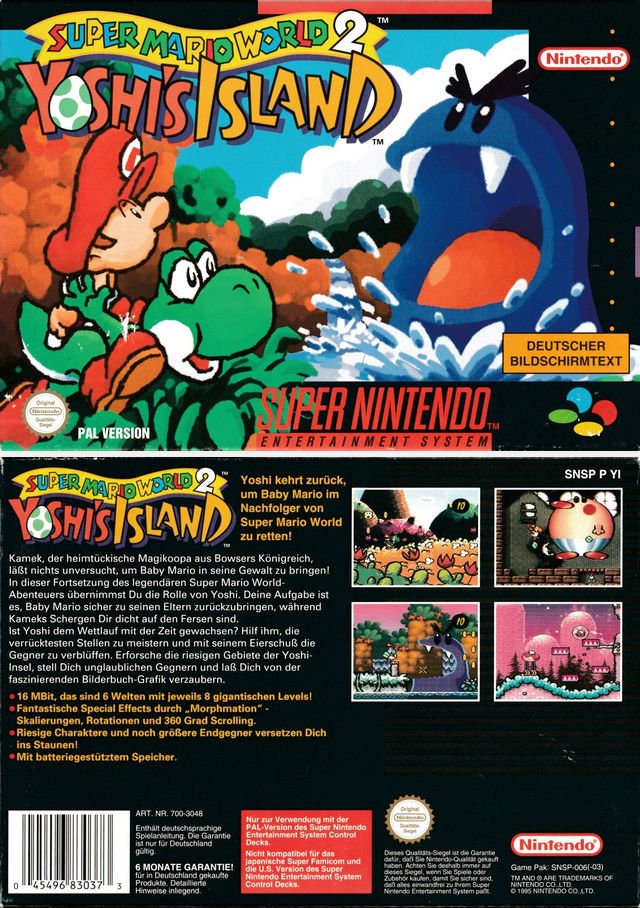 SUPER MARIO WORLD 2 ™
YOSHI'S ISLAND ™
Nintendo®
DEUTSCHER
BILDSCHIRMTEXT
Original
Nintendo
Qualitäts-
Siegel
PAL VERSION
SUPER NINTENDO ™
ENTERTAINMENT SYSTEM
SUPER MARIO WORLD 2 ™
YOSHI'S ISLAND ™
Yoshi kehrt zurück,
um Baby Mario im
Nachfolger von
Super Mario World
zu retten!
SNSP P YI
Kamek, der heimtückische Magikoopa aus Bowsers Königreich,
läßt nichts unversucht, um Baby Mario in seine Gewalt zu bringen!
In dieser Fortsetzung des legendären Super Mario World-
Abenteuers übernimmst Du die Rolle von Yoshi. Deine Aufgabe ist
es, Baby Mario sicher zu seinen Eltern zurückzubringen, während
Kameks Schergen Dir dicht auf den Fersen sind.
Ist Yoshi dem Wettlauf mit der Zeit gewachsen? Hilf ihm, die
verrücktesten Stellen zu meistern und mit seinem Eierschuß die
Gegner zu verblüffen. Erforsche die riesigen Gebiete der Yoshi-
Insel, stell Dich unglaublichen Gegnern und laß Dich von der
faszinierenden Bilderbuch-Grafik verzaubern.
• 16 MBit, das sind 6 Welten mit jeweils 8 gigantischen Levels!
• Fantastische Special Effects durch „Morphmation" -
Skalierungen, Rotationen und 360 Grad Scrolling.
• Riesige Charaktere und noch größere Endgegner versetzen Dich
ins Staunen!
• Mit batteriegestütztem Speicher.
10
10
0 45496 83037 3
ART. NR. 700-3048
Enthält deutschsprachige
Spielanleitung. Die Garantie
ist nur für Deutschland
gültig.
6 MONATE GARANTIE!
für in Deutschland gekaufte
Produkte. Detaillierte
Hinweise inliegend.
Nur zur Verwendung mit der
PAL-Version des Super Nintendo
Entertainment System Control
Decks.
Nicht kompatibel für das
japanische Super Famicom und
die U.S. Version des Super
Nintendo Entertainment System
Control Decks.
Original
Nintendo
Qualitäts-
Siegel
Dieses Qualitäts-Siegel ist die Garantie
dafür, daß Sie Nintendo-Qualität gekauft
haben. Achten Sie deshalb immer auf
dieses Siegel, wenn Sie Spiele oder
Zubehör kaufen, damit Sie sicher sind,
daß alles einwandfrei zu Ihrem Super
Nintendo Entertainment System paßt.
Nintendo®
Game Pak: SNSP-006(-03)
TM AND ® ARE TRADEMARKS OF
NINTENDO CO.,LTD.
© 1995 NINTENDO CO.,LTD.